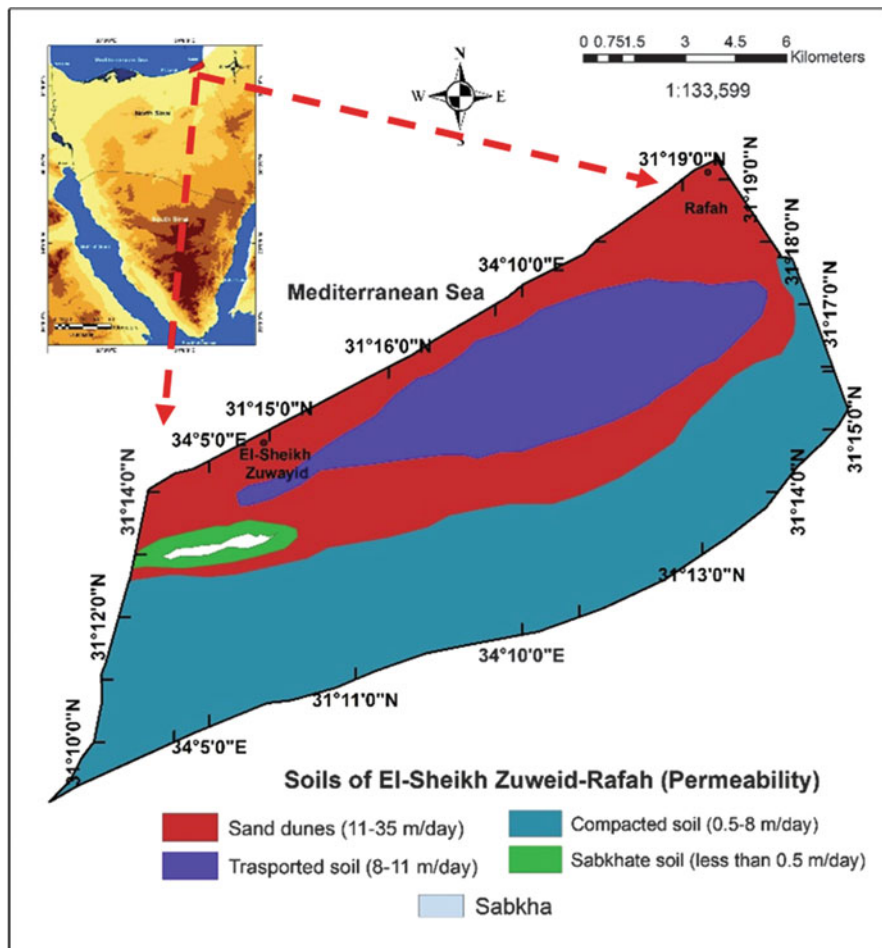 Mediterranean Sea
North Sinai
South Sinai
N
W E
S
0 0.75 1.5 3 4.5 6
Kilometers
1:133,599
31°19'0"N
31°19'0"N
Rafah
31°18'0"N
34°10'0"E
31°17'0"N
Mediterranean Sea
31°16'0"N
31°15'0"N
31°15'0"N
34°5'0"E
El-Sheikh
Zuwayid
31°14'0"N
31°14'0"N
31°13'0"N
31°12'0"N
34°10'0"E
31°11'0"N
34°5'0"E
34°10'0"N
Soils of El-Sheikh Zuweid-Rafah (Permeability)
Sand dunes (11-35 m/day)
Compacted soil (0.5-8 m/day)
Trasported soil (8-11 m/day)
Sabkhate soil (less than 0.5 m/day)
Sabkha